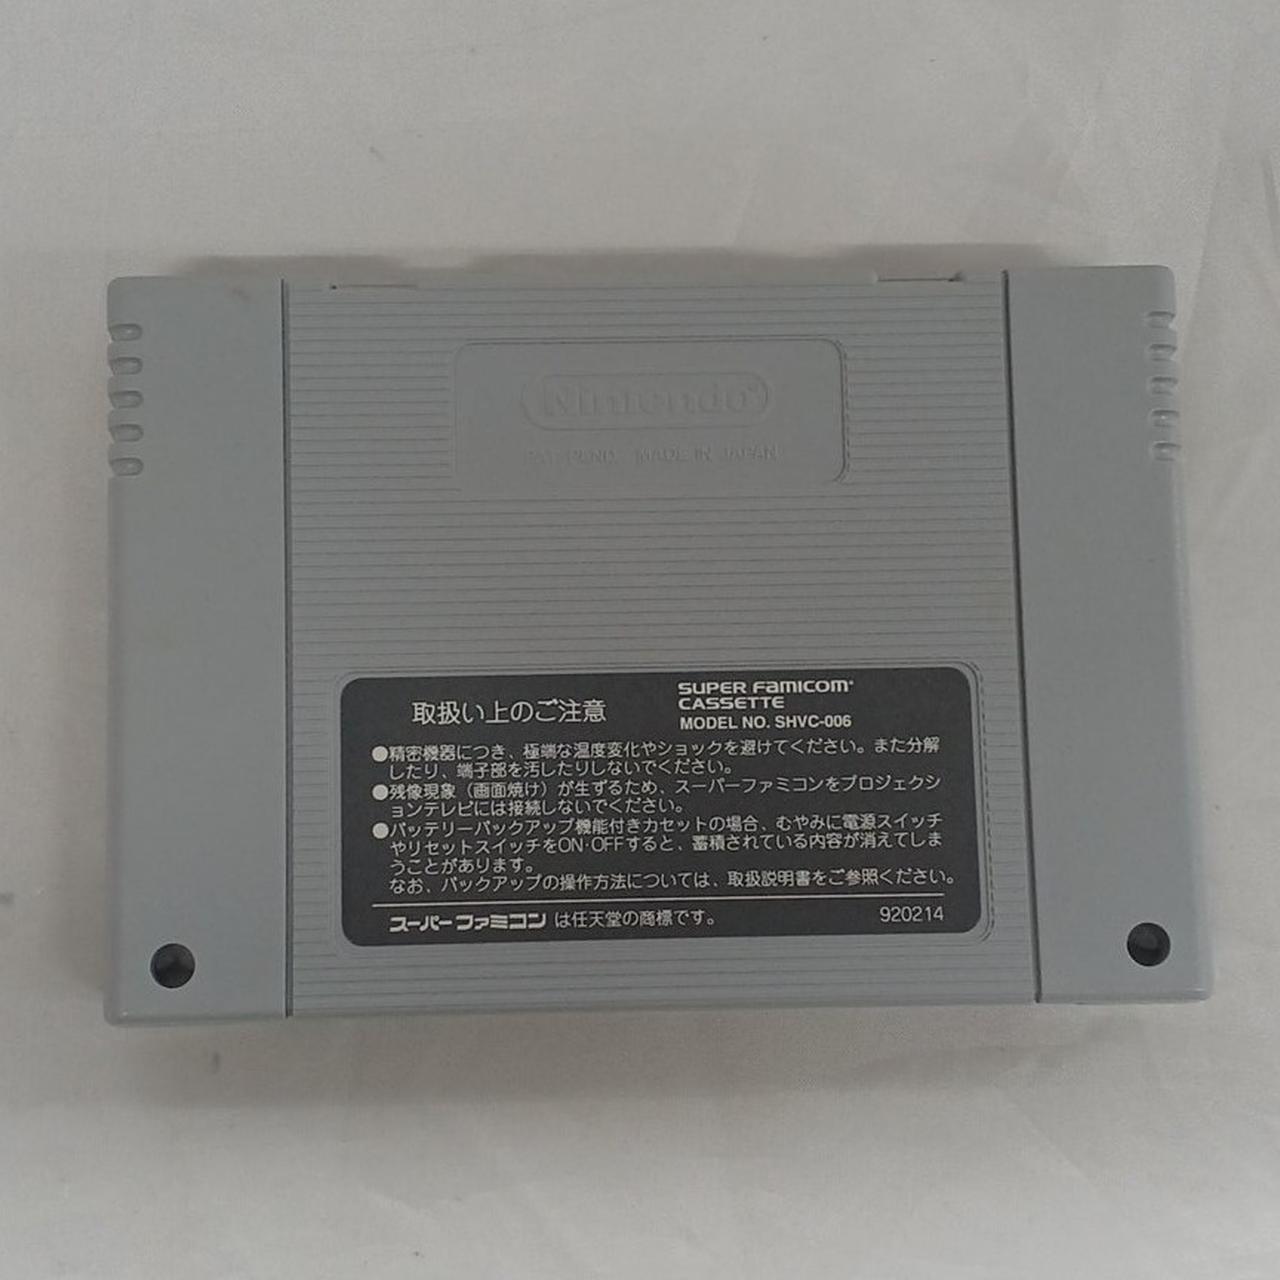 Nintendo
PAT. PEND. MADE IN JAPAN
取扱い上のご注意
SUPER FAMICOM
CASSETTE
MODEL NO. SHVC-006
●精密機器につき、極端な温度変化やショックを避けてください。また分解
したり、端子部を汚したりしないでください。
●残像現象（画面焼け）が生ずるため、スーパーファミコンをプロジェクシ
ョンテレビには接続しないでください。
●バッテリーバックアップ機能付きカセットの場合、むやみに電源スイッチ
やリセットスイッチをON·OFFすると、蓄積されている内容が消えてしま
うことがあります。
なお、バックアップの操作方法については、取扱説明書をご参照ください。
スーパーファミコン は任天堂の商標です。
920214